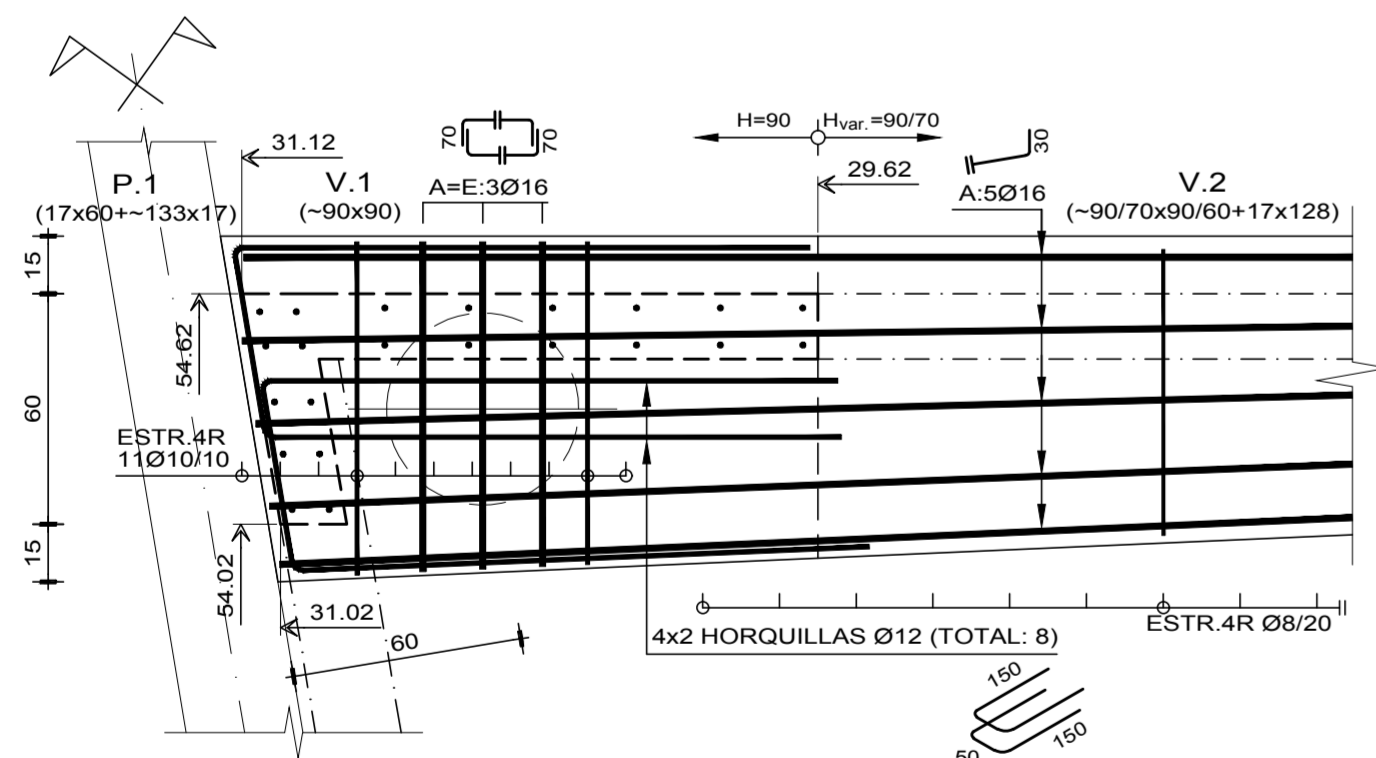 H=90
Hvar.=90/70
31.12
70
70
30
29.62
P.1
(17x60+~133x17)
V.1
(~90x90)
A=E:3Ø16
A:5Ø16
V.2
(~90/70x90/60+17x128)
15
54.62
60
ESTR.4R
11Ø10/10
15
54.02
31.02
60
4x2 HORQUILLAS Ø12 (TOTAL: 8)
ESTR.4R Ø8/20
150
150
50